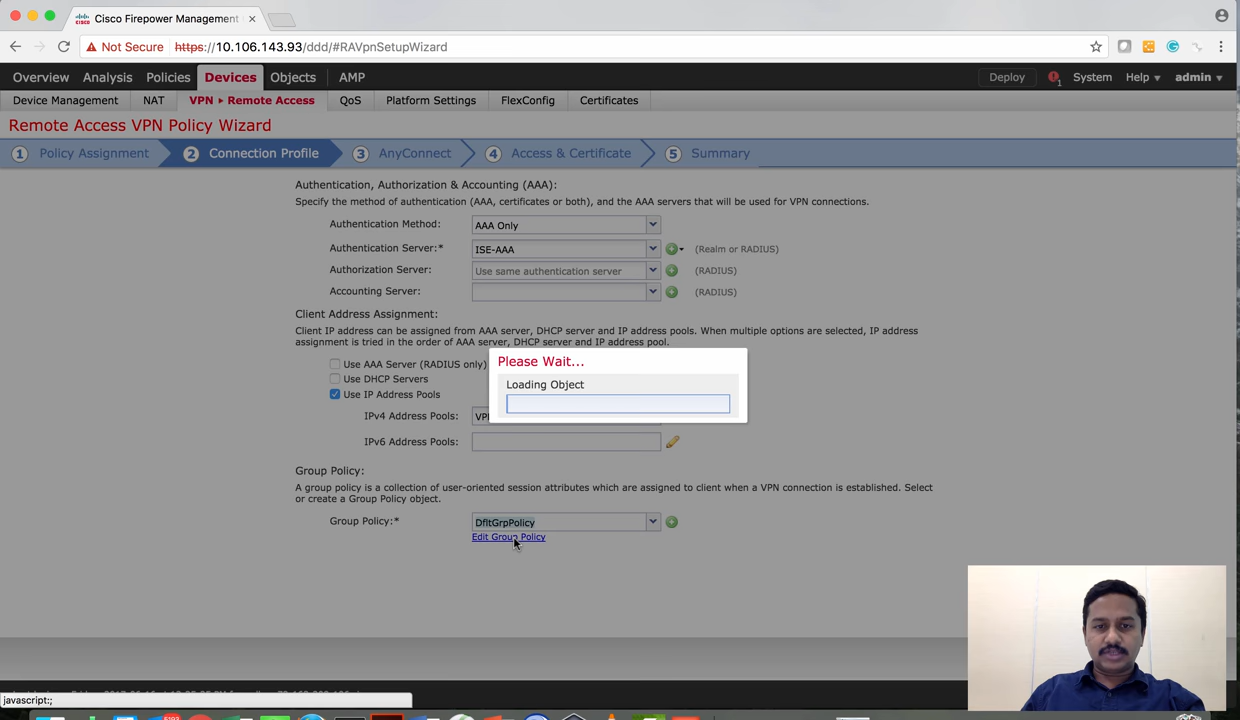 Cisco Firepower Management
Not Secure https://10.106.143.93/ddd/#RAVpnSetupWizard
Overview Analysis Policies Devices Objects AMP Deploy 1 System Help admin
Device Management NAT VPN ▸ Remote Access QoS Platform Settings FlexConfig Certificates
Remote Access VPN Policy Wizard
1 Policy Assignment 2 Connection Profile 3 AnyConnect 4 Access & Certificate 5 Summary
Authentication, Authorization & Accounting (AAA):
Specify the method of authentication (AAA, certificates or both), and the AAA servers that will be used for VPN connections.
Authentication Method: AAA Only
Authentication Server:* ISE-AAA (Realm or RADIUS)
Authorization Server: Use same authentication server (RADIUS)
Accounting Server: (RADIUS)
Client Address Assignment:
Client IP address can be assigned from AAA server, DHCP server and IP address pools. When multiple options are selected, IP address
assignment is tried in the order of AAA server, DHCP server and IP address pool.
Use AAA Server (RADIUS only)
Use DHCP Servers
Use IP Address Pools
IPv4 Address Pools:
IPv6 Address Pools:
Please Wait...
Loading Object
Group Policy:
A group policy is a collection of user-oriented session attributes which are assigned to client when a VPN connection is established. Select
or create a Group Policy object.
Group Policy:* DfltGrpPolicy
Edit Group Policy
javascript:;